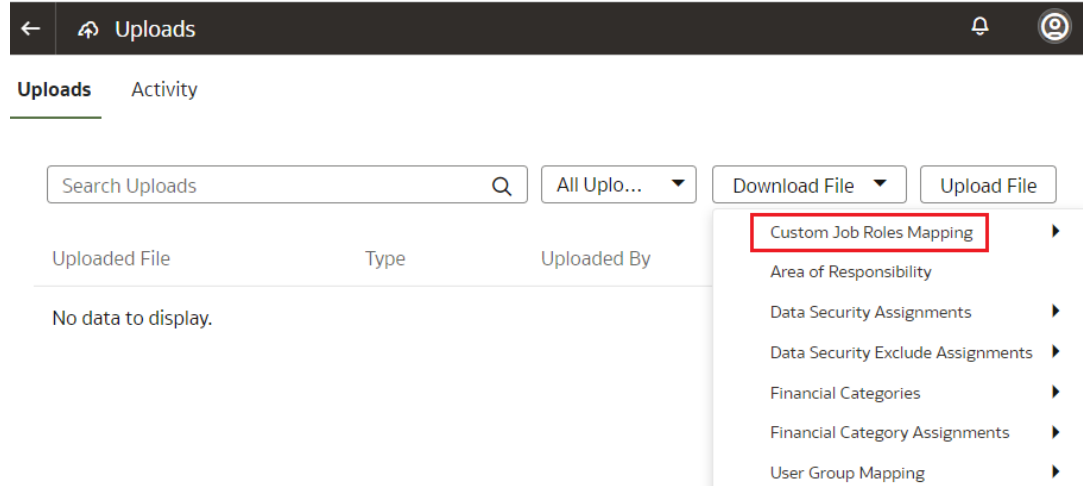 Uploads
Uploads Activity
Search Uploads All Uplo... Download File Upload File
Custom Job Roles Mapping
Uploaded File Type Uploaded By
Area of Responsibility
No data to display.
Data Security Assignments
Data Security Exclude Assignments
Financial Categories
Financial Category Assignments
User Group Mapping